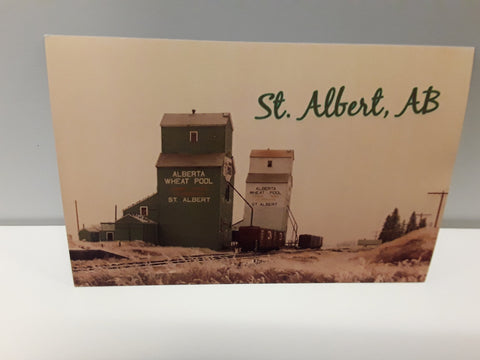 St. Albert, AB
ALBERTA
WHEAT POOL
ST. ALBERT
ALBERTA
WHEAT POOL
ST. ALBERT